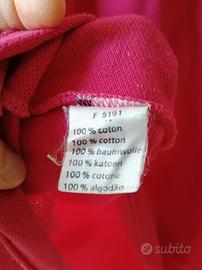 F 5191
100 % coton
100 % cotton
100 % baumwolle
100 % katoen
100 % cotone
100 % algodão
subito